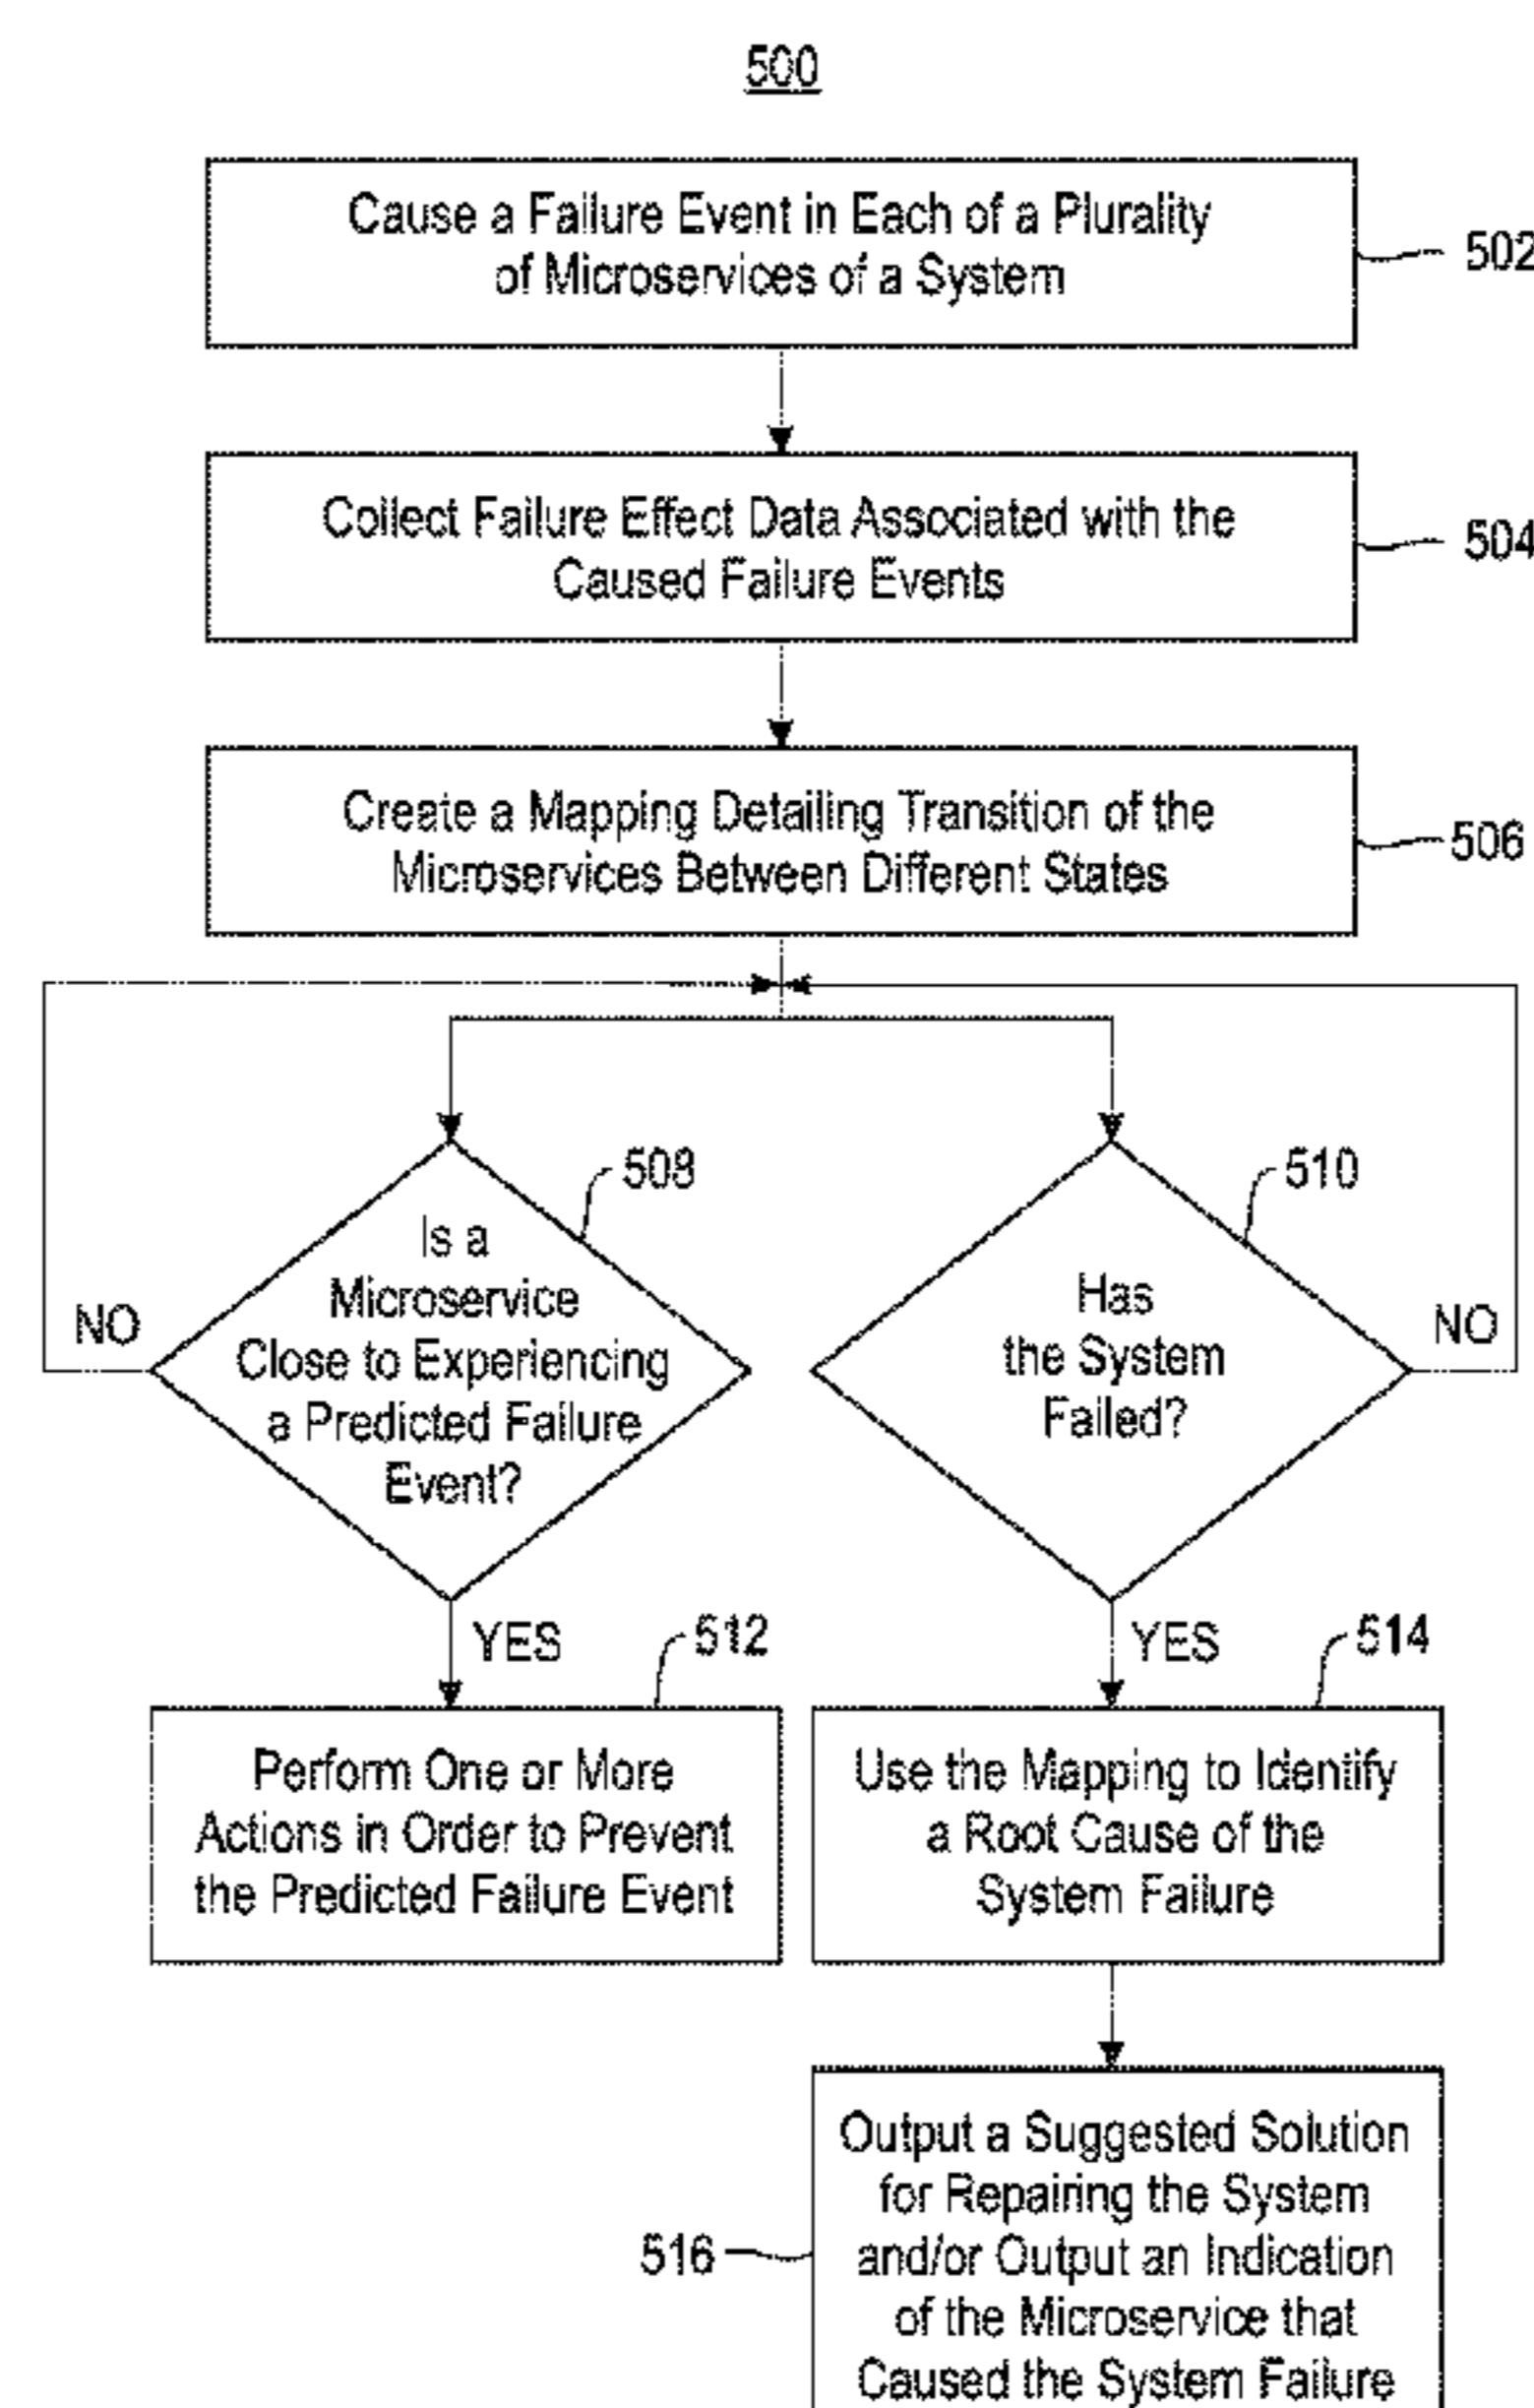 500
Cause a Failure Event in Each of a Plurality
of Microservices of a System
502
Collect Failure Effect Data Associated with the
Caused Failure Events
504
Create a Mapping Detailing Transition of the
Microservices Between Different States
506
508
Is a
Microservice
Close to Experiencing
a Predicted Failure
Event?
NO
YES
510
Has
the System
Failed?
NO
YES
512
Perform One or More
Actions in Order to Prevent
the Predicted Failure Event
514
Use the Mapping to Identify
a Root Cause of the
System Failure
516
Output a Suggested Solution
for Repairing the System
and/or Output an Indication
of the Microservice that
Caused the System Failure